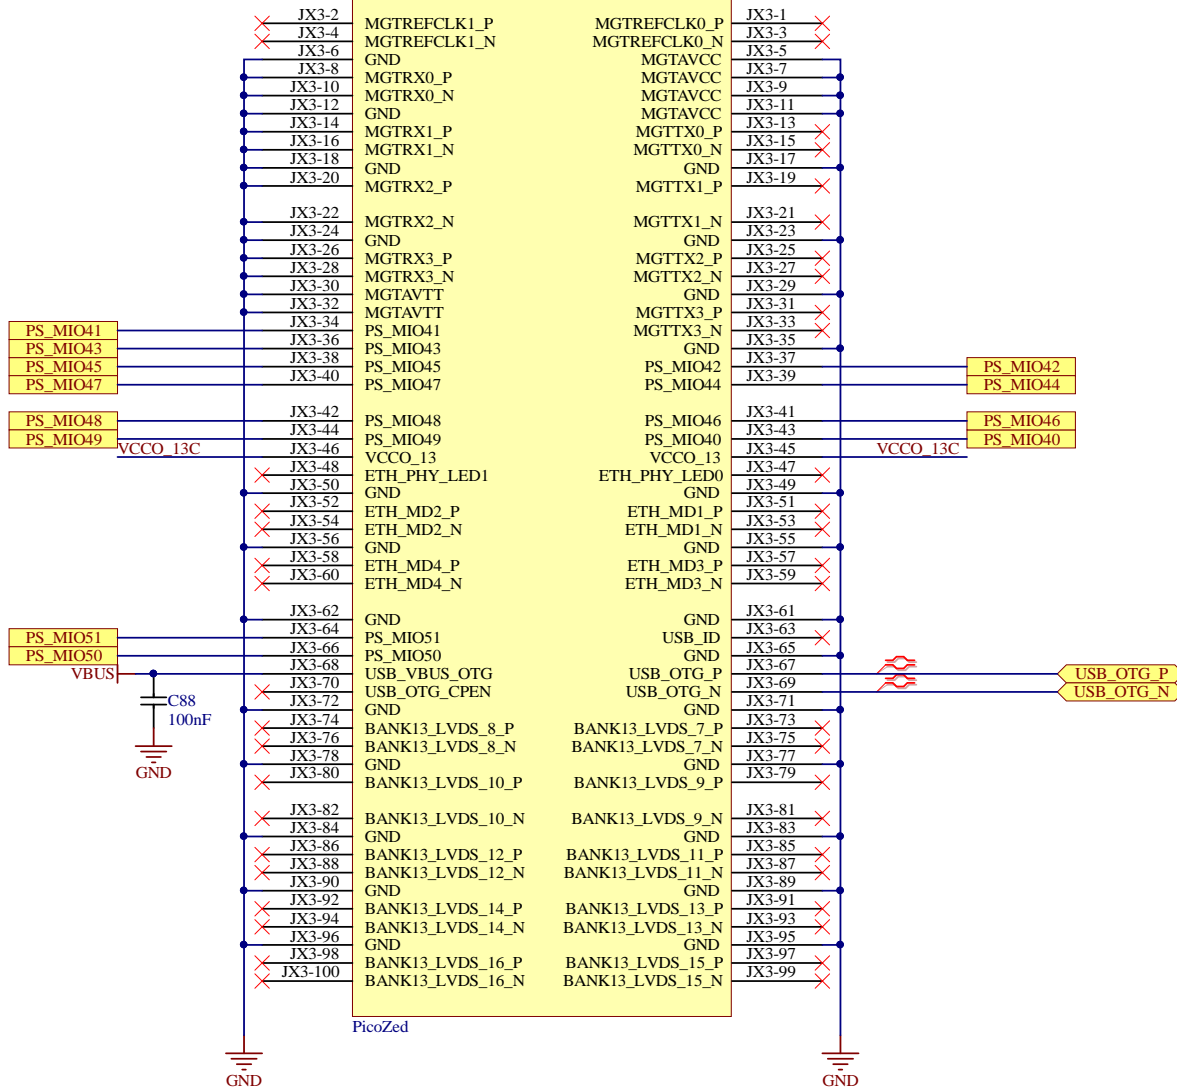 JX3-2 MGTREFCLK1_P MGTREFCLK0_P JX3-1
JX3-4 MGTREFCLK1_N MGTREFCLK0_N JX3-3
JX3-6 GND MGTAVCC JX3-5
JX3-8 MGTRX0_P MGTAVCC JX3-7
JX3-10 MGTRX0_N MGTAVCC JX3-9
JX3-12 GND MGTAVCC JX3-11
JX3-14 MGTRX1_P MGTTX0_P JX3-13
JX3-16 MGTRX1_N MGTTX0_N JX3-15
JX3-18 GND GND JX3-17
JX3-20 MGTRX2_P MGTTX1_P JX3-19
JX3-22 MGTRX2_N MGTTX1_N JX3-21
JX3-24 GND GND JX3-23
JX3-26 MGTRX3_P MGTTX2_P JX3-25
JX3-28 MGTRX3_N MGTTX2_N JX3-27
JX3-30 MGTAVTT GND JX3-29
JX3-32 MGTAVTT MGTTX3_P JX3-31
PS_MIO41 JX3-34 PS_MIO41 MGTTX3_N JX3-33
PS_MIO43 JX3-36 PS_MIO43 GND JX3-35
PS_MIO45 JX3-38 PS_MIO45 PS_MIO42 JX3-37 PS_MIO42
PS_MIO47 JX3-40 PS_MIO47 PS_MIO44 JX3-39 PS_MIO44
PS_MIO48 JX3-42 PS_MIO48 PS_MIO46 JX3-41 PS_MIO46
PS_MIO49 JX3-44 PS_MIO49 PS_MIO40 JX3-43 PS_MIO40
VCCO_13C JX3-46 VCCO_13 VCCO_13 JX3-45 VCCO_13C
JX3-48 ETH_PHY_LED1 ETH_PHY_LED0 JX3-47
JX3-50 GND GND JX3-49
JX3-52 ETH_MD2_P ETH_MD1_P JX3-51
JX3-54 ETH_MD2_N ETH_MD1_N JX3-53
JX3-56 GND GND JX3-55
JX3-58 ETH_MD4_P ETH_MD3_P JX3-57
JX3-60 ETH_MD4_N ETH_MD3_N JX3-59
JX3-62 GND GND JX3-61
PS_MIO51 JX3-64 PS_MIO51 USB_ID JX3-63
PS_MIO50 JX3-66 PS_MIO50 GND JX3-65
VBUS JX3-68 USB_VBUS_OTG USB_OTG_P JX3-67 USB_OTG_P
JX3-70 USB_OTG_CPEN USB_OTG_N JX3-69 USB_OTG_N
C88 JX3-72 GND GND JX3-71
100nF JX3-74 BANK13_LVDS_8_P BANK13_LVDS_7_P JX3-73
JX3-76 BANK13_LVDS_8_N BANK13_LVDS_7_N JX3-75
GND JX3-78 GND GND JX3-77
JX3-80 BANK13_LVDS_10_P BANK13_LVDS_9_P JX3-79
JX3-82 BANK13_LVDS_10_N BANK13_LVDS_9_N JX3-81
JX3-84 GND GND JX3-83
JX3-86 BANK13_LVDS_12_P BANK13_LVDS_11_P JX3-85
JX3-88 BANK13_LVDS_12_N BANK13_LVDS_11_N JX3-87
JX3-90 GND GND JX3-89
JX3-92 BANK13_LVDS_14_P BANK13_LVDS_13_P JX3-91
JX3-94 BANK13_LVDS_14_N BANK13_LVDS_13_N JX3-93
JX3-96 GND GND JX3-95
JX3-98 BANK13_LVDS_16_P BANK13_LVDS_15_P JX3-97
JX3-100 BANK13_LVDS_16_N BANK13_LVDS_15_N JX3-99
PicoZed
GND GND